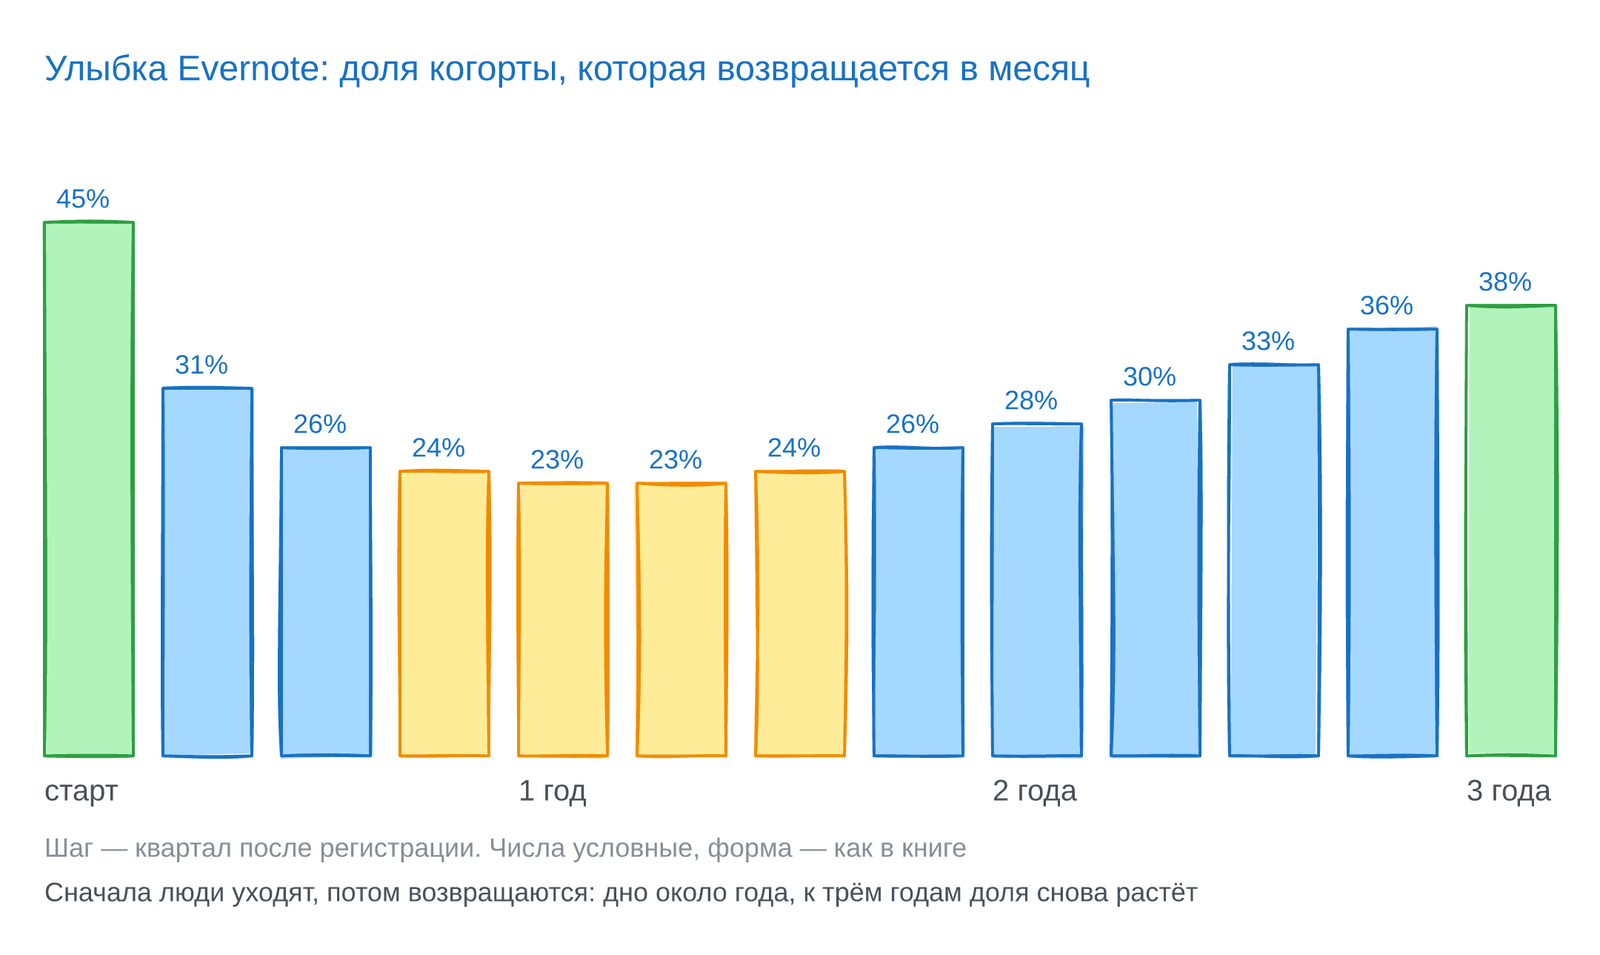 Улыбка Evernote: доля когорты, которая возвращается в месяц
45%
31%
26%
24%
23%
23%
24%
26%
28%
30%
33%
36%
38%
старт
1 год
2 года
3 года
Шаг — квартал после регистрации. Числа условные, форма — как в книге
Сначала люди уходят, потом возвращаются: дно около года, к трём годам доля снова растёт